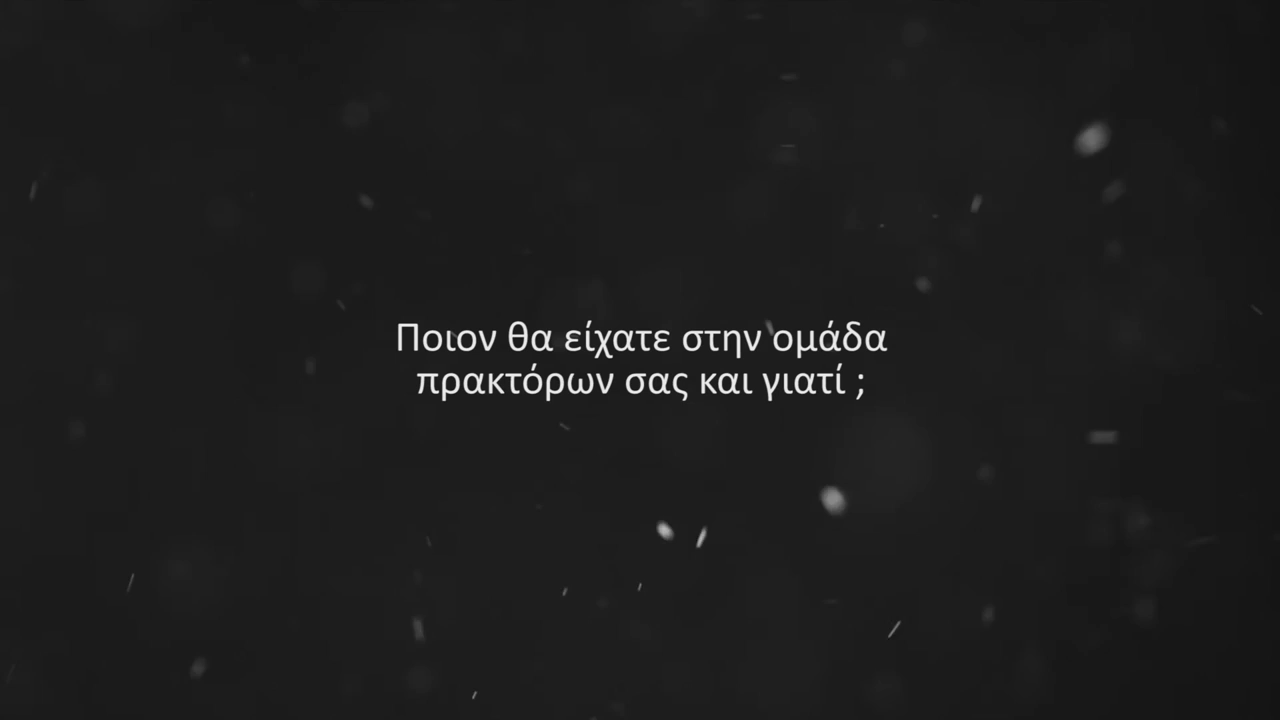 Ποιον θα είχατε στην ομάδα
πρακτόρων σας και γιατί ;